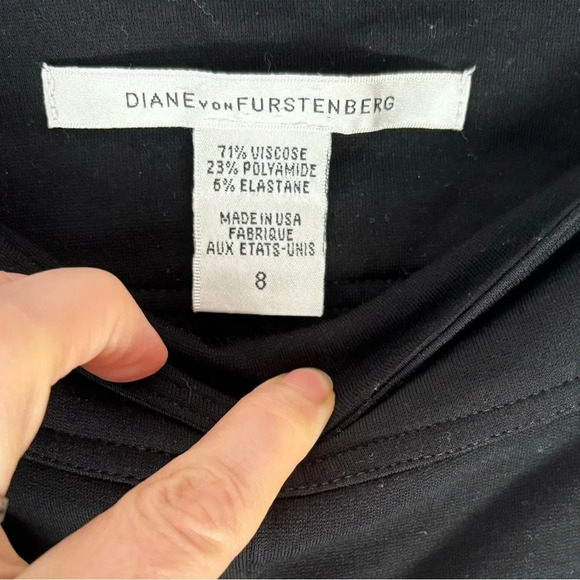 DIANE VON FURSTENBERG
71% VISCOSE
23% POLYAMIDE
6% ELASTANE
MADE IN USA
FABRIQUE
AUX ETATS-UNIS
8